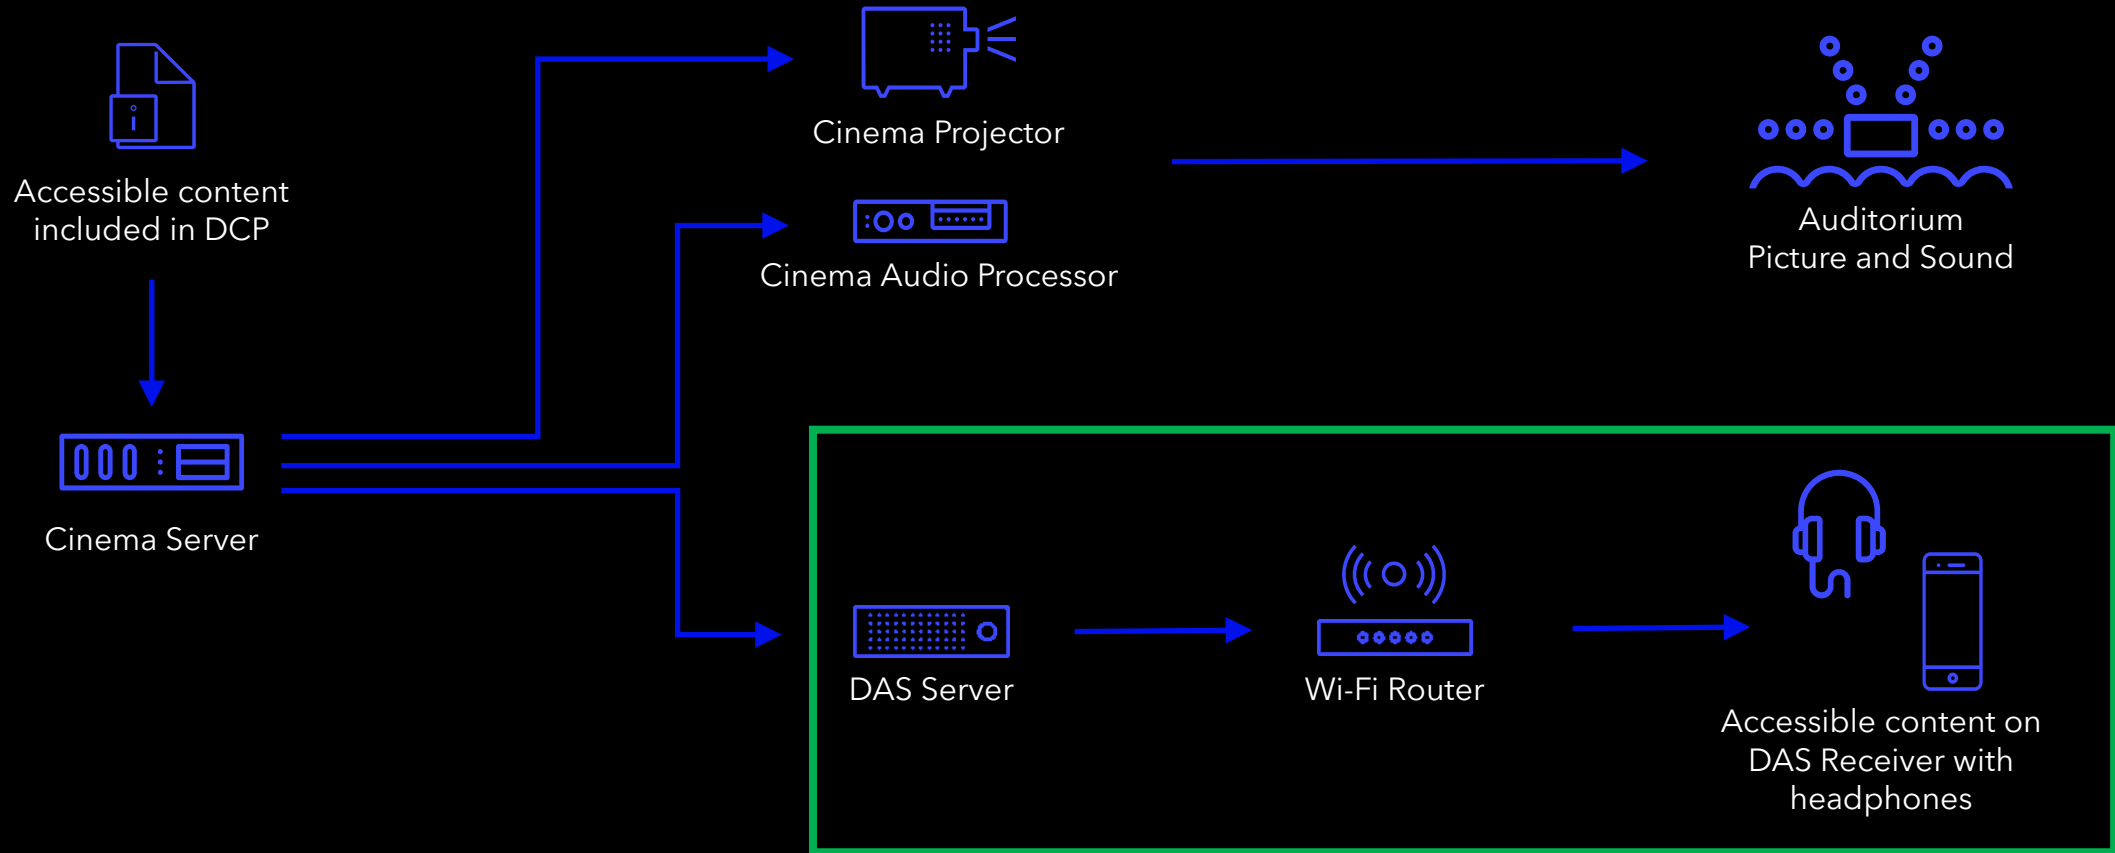 Accessible content
included in DCP
Cinema Server
Cinema Projector
Cinema Audio Processor
Auditorium
Picture and Sound
DAS Server
Wi-Fi Router
Accessible content on
DAS Receiver with
headphones